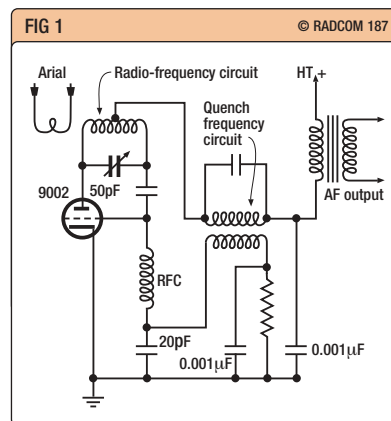 FIG 1
© RADCOM 187
Arial
Radio-frequency circuit
HT +
Quench
frequency
circuit
9002
50pF
AF output
RFC
20pF
0.001µF
0.001µF